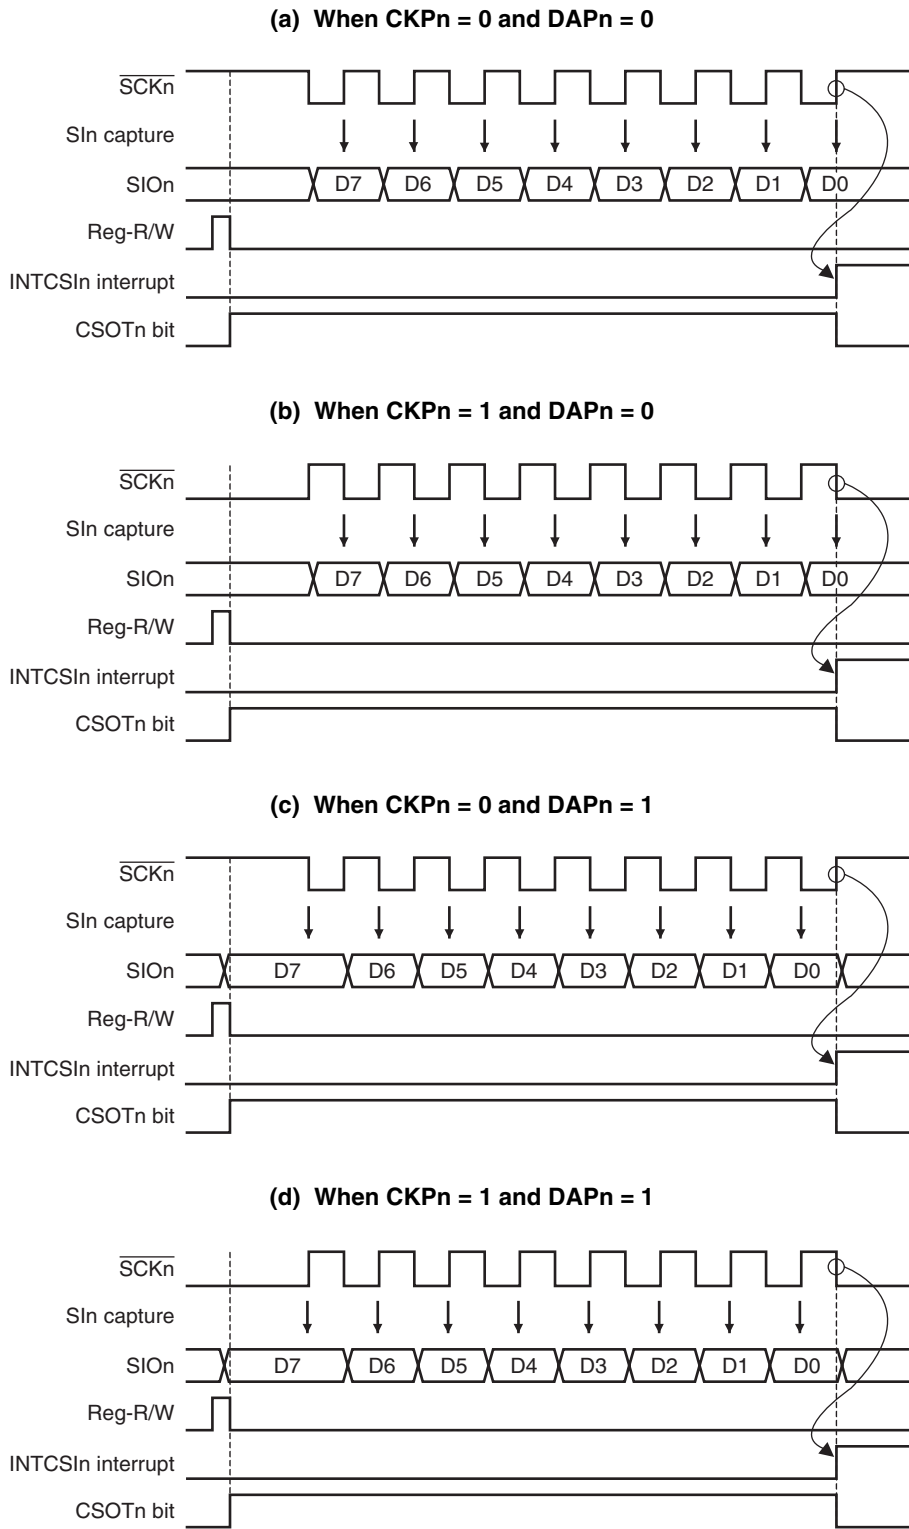 (a) When CKPn = 0 and DAPn = 0
SCKn
SIn capture
SIOn D7 D6 D5 D4 D3 D2 D1 D0
Reg-R/W
INTCSIn interrupt
CSOTn bit
(b) When CKPn = 1 and DAPn = 0
SCKn
SIn capture
SIOn D7 D6 D5 D4 D3 D2 D1 D0
Reg-R/W
INTCSIn interrupt
CSOTn bit
(c) When CKPn = 0 and DAPn = 1
SCKn
SIn capture
SIOn D7 D6 D5 D4 D3 D2 D1 D0
Reg-R/W
INTCSIn interrupt
CSOTn bit
(d) When CKPn = 1 and DAPn = 1
SCKn
SIn capture
SIOn D7 D6 D5 D4 D3 D2 D1 D0
Reg-R/W
INTCSIn interrupt
CSOTn bit